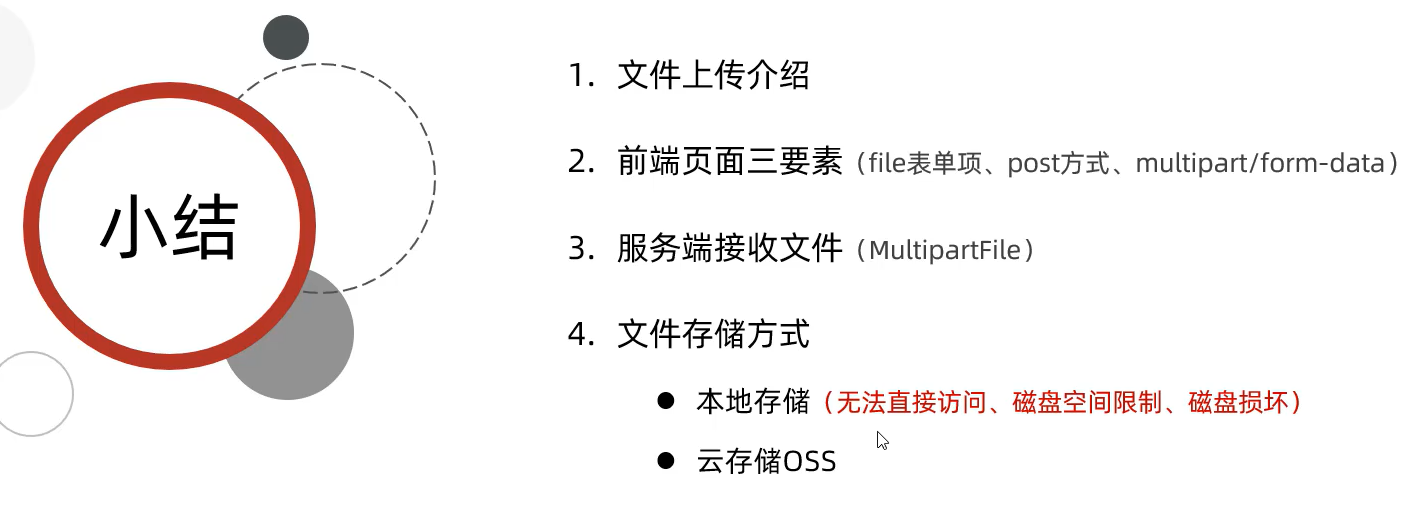 小结
1. 文件上传介绍
2. 前端页面三要素（file表单项、post方式、multipart/form-data）
3. 服务端接收文件（MultipartFile）
4. 文件存储方式
● 本地存储（无法直接访问、磁盘空间限制、磁盘损坏）
● 云存储OSS